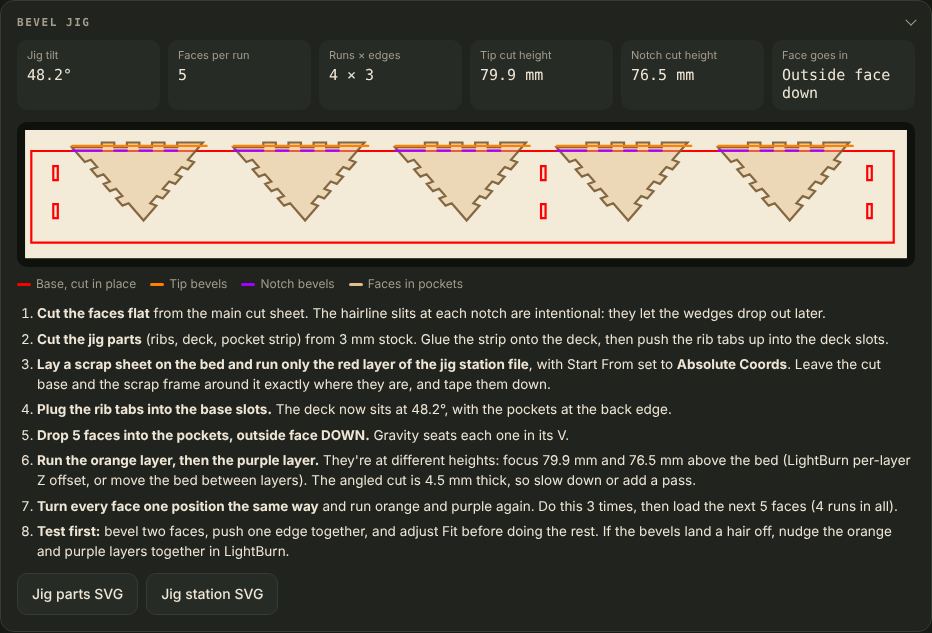 BEVEL JIG
Jig tilt
48.2°
Faces per run
5
Runs × edges
4 × 3
Tip cut height
79.9 mm
Notch cut height
76.5 mm
Face goes in
Outside face
down
Base, cut in place
Tip bevels
Notch bevels
Faces in pockets
1. Cut the faces flat from the main cut sheet. The hairline slits at each notch are intentional: they let the wedges drop out later.
2. Cut the jig parts (ribs, deck, pocket strip) from 3 mm stock. Glue the strip onto the deck, then push the rib tabs up into the deck slots.
3. Lay a scrap sheet on the bed and run only the red layer of the jig station file, with Start From set to Absolute Coords. Leave the cut
base and the scrap frame around it exactly where they are, and tape them down.
4. Plug the rib tabs into the base slots. The deck now sits at 48.2°, with the pockets at the back edge.
5. Drop 5 faces into the pockets, outside face DOWN. Gravity seats each one in its V.
6. Run the orange layer, then the purple layer. They're at different heights: focus 79.9 mm and 76.5 mm above the bed (LightBurn per-layer
Z offset, or move the bed between layers). The angled cut is 4.5 mm thick, so slow down or add a pass.
7. Turn every face one position the same way and run orange and purple again. Do this 3 times, then load the next 5 faces (4 runs in all).
8. Test first: bevel two faces, push one edge together, and adjust Fit before doing the rest. If the bevels land a hair off, nudge the orange
and purple layers together in LightBurn.
Jig parts SVG
Jig station SVG